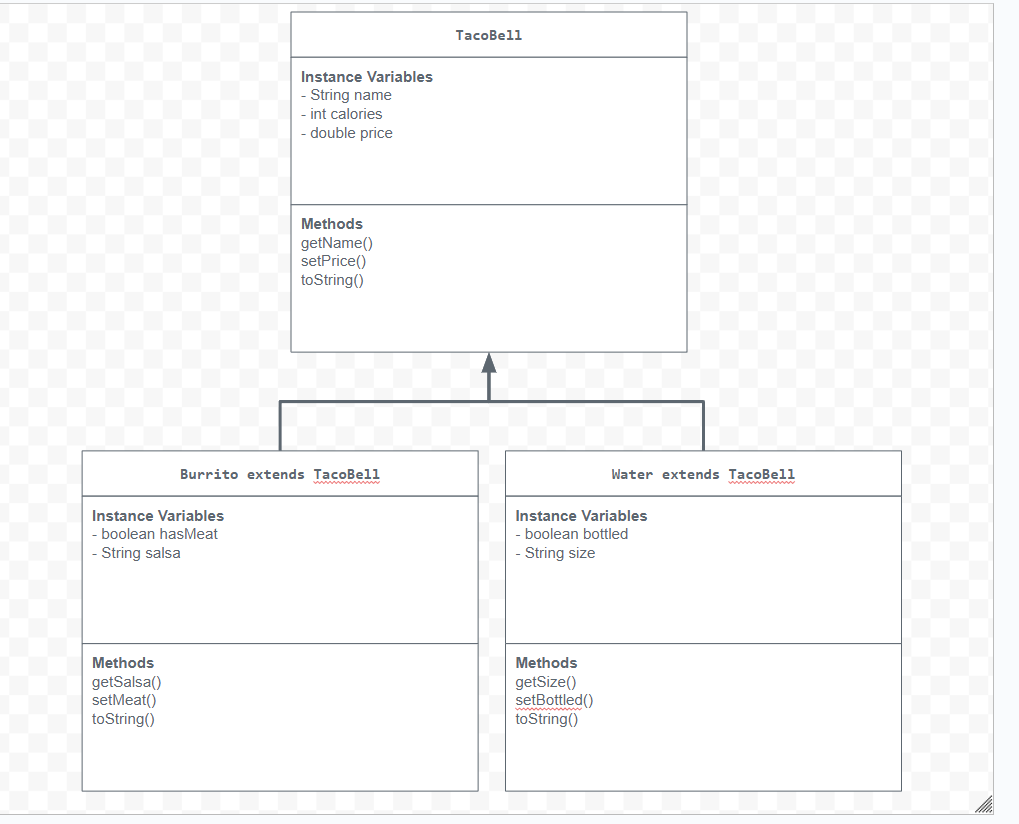 TacoBell
Instance Variables
- String name
- int calories
- double price
Methods
getName()
setPrice()
toString()
Burrito extends TacoBell
Instance Variables
- boolean hasMeat
- String salsa
Methods
getSalsa()
setMeat()
toString()
Water extends TacoBell
Instance Variables
- boolean bottled
- String size
Methods
getSize()
setBottled()
toString()